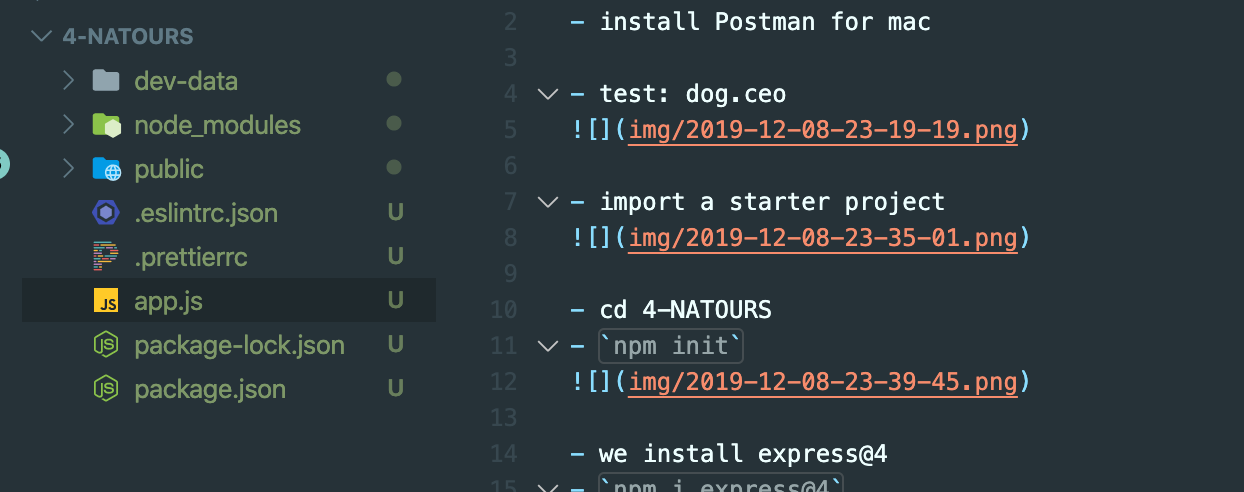 4-NATOURS
dev-data
node_modules
public
.eslintrc.json U
.prettierrc U
JS app.js U
package-lock.json U
package.json U
2 - install Postman for mac
3
4 - test: dog.ceo
5 ![](img/2019-12-08-23-19-19.png)
6
7 - import a starter project
8 ![](img/2019-12-08-23-35-01.png)
9
10 - cd 4-NATOURS
11 - `npm init`
12 ![](img/2019-12-08-23-39-45.png)
13
14 - we install express@4
15 - `npm i express@4`